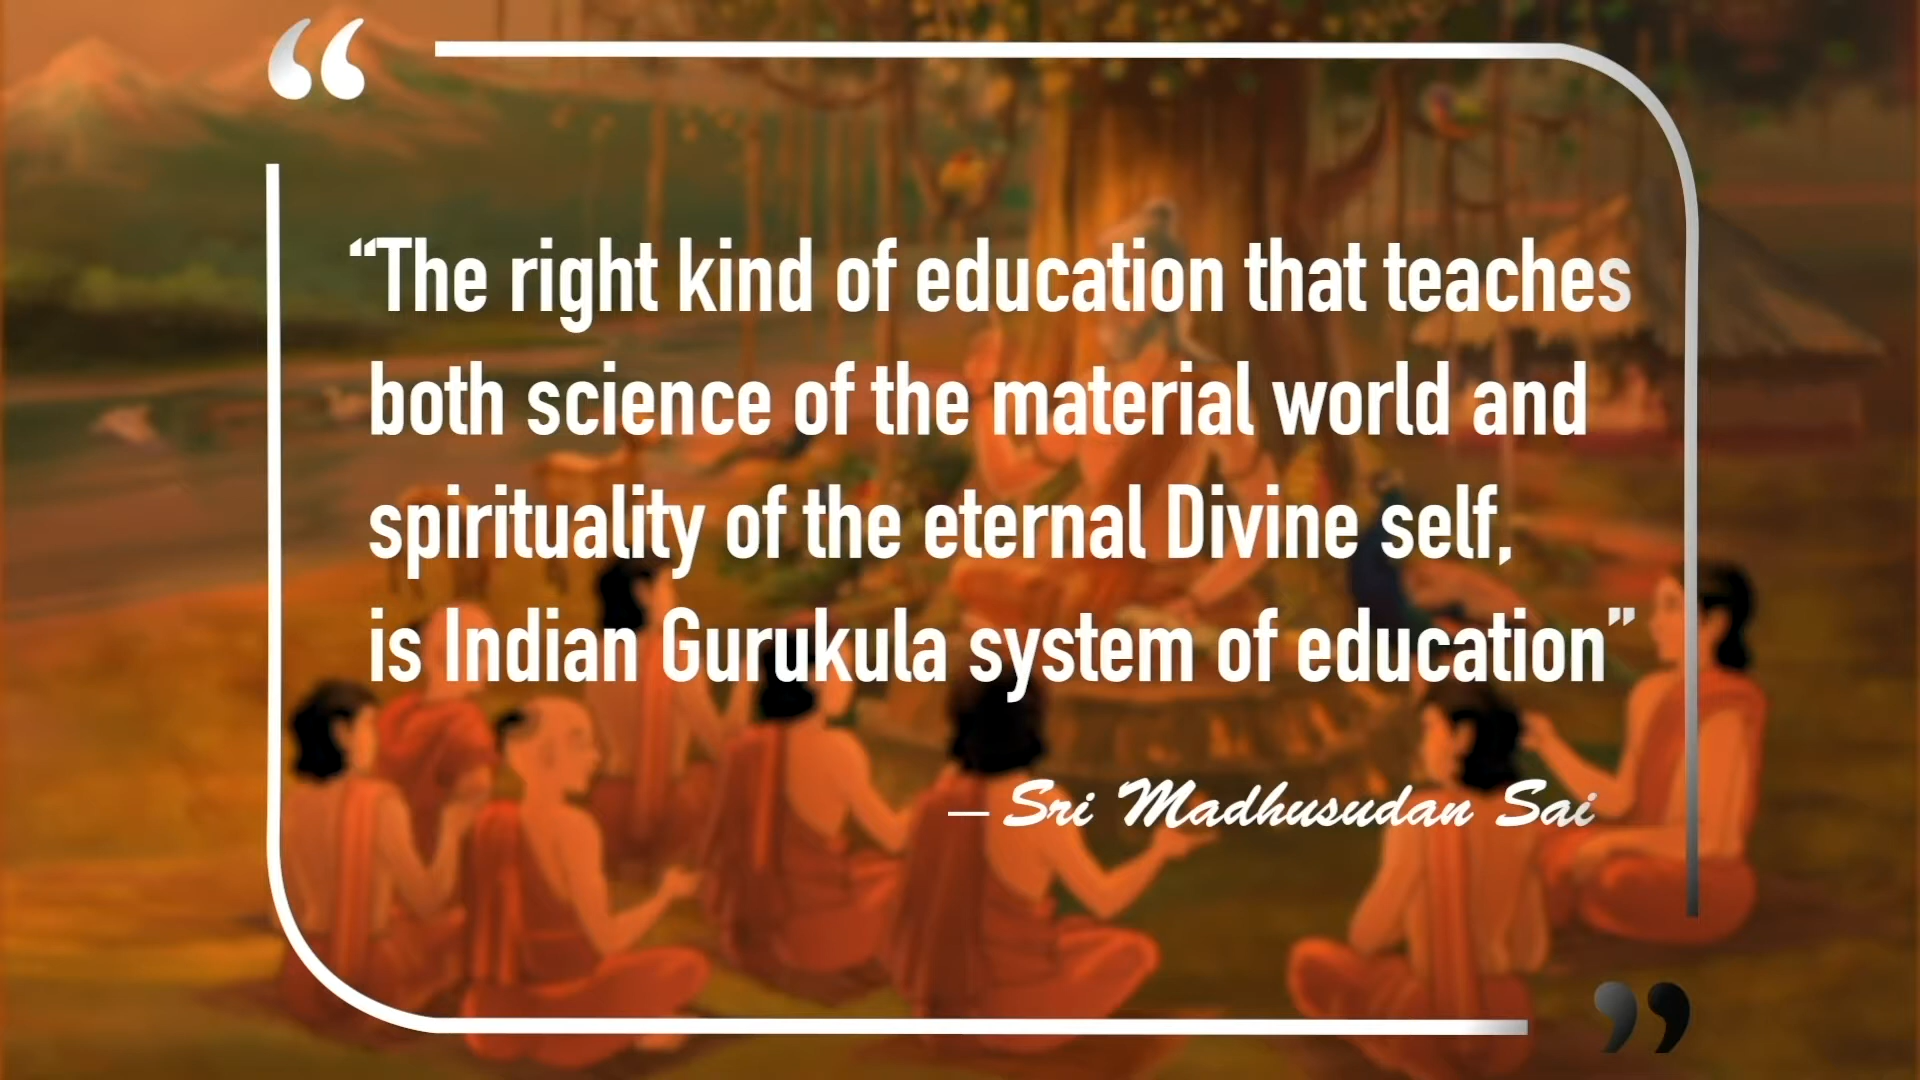 “The right kind of education that teaches
both science of the material world and
spirituality of the eternal Divine self,
is Indian Gurukula system of education”
— Sri Madhusudan Sai